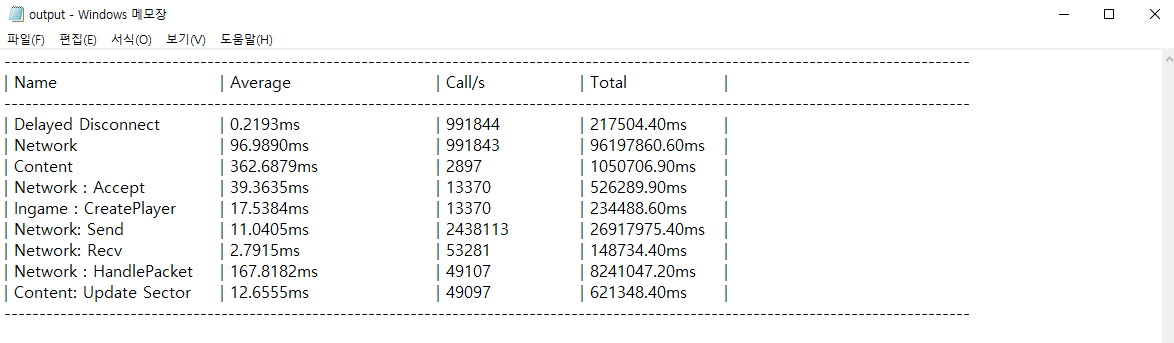 output - Windows 메모장
파일(F) 편집(E) 서식(O) 보기(V) 도움말(H)
| Name | Average | Call/s | Total |
| Delayed Disconnect | 0.2193ms | 991844 | 217504.40ms |
| Network | 96.9890ms | 991843 | 96197860.60ms |
| Content | 362.6879ms | 2897 | 1050706.90ms |
| Network : Accept | 39.3635ms | 13370 | 526289.90ms |
| Ingame : CreatePlayer | 17.5384ms | 13370 | 234488.60ms |
| Network: Send | 11.0405ms | 2438113 | 26917975.40ms |
| Network: Recv | 2.7915ms | 53281 | 148734.40ms |
| Network : HandlePacket | 167.8182ms | 49107 | 8241047.20ms |
| Content: Update Sector | 12.6555ms | 49097 | 621348.40ms |